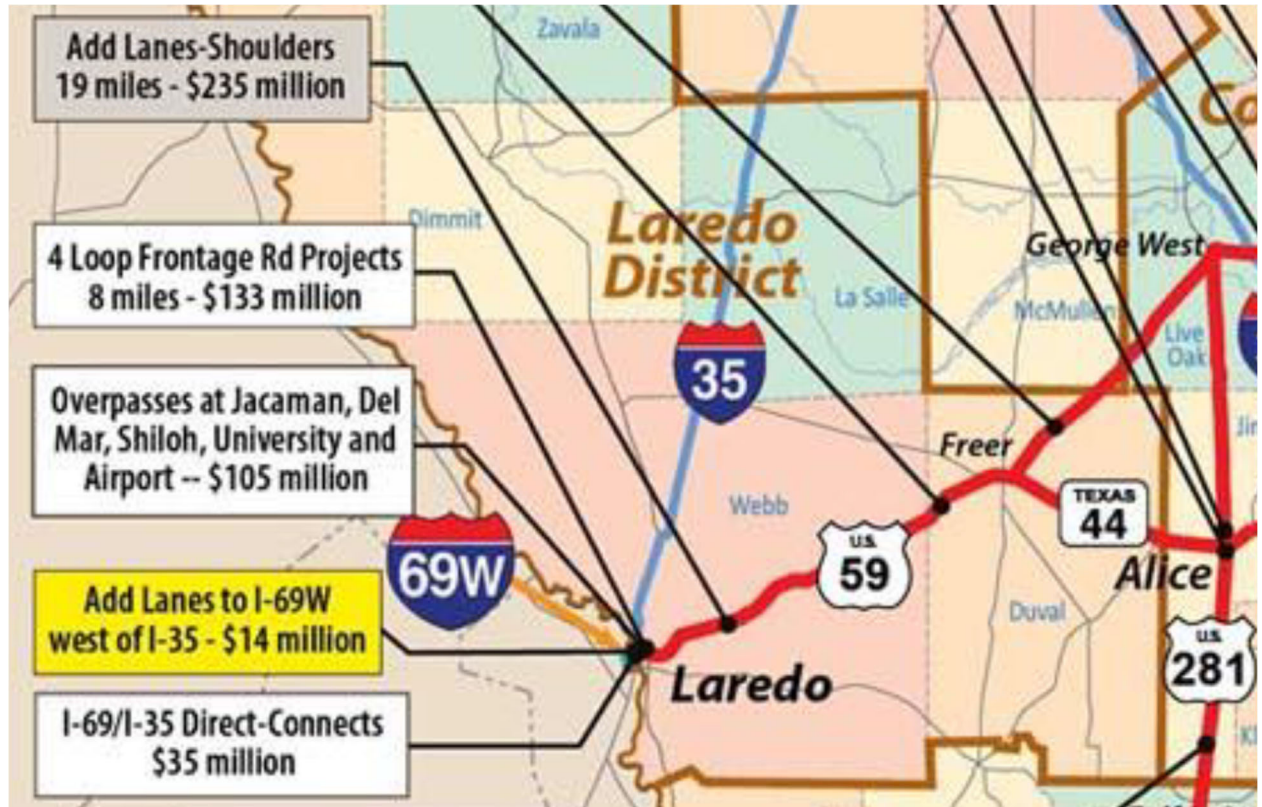 Add Lanes-Shoulders
19 miles - $235 million
Zavala
4 Loop Frontage Rd Projects
8 miles - $133 million
Dimmit
Laredo
District
La Salle
George West
McMullen
Live
Oak
35
Overpasses at Jacaman, Del
Mar, Shiloh, University and
Airport -- $105 million
Freer
Webb
TEXAS
44
U.S.
59
Alice
69W
Add Lanes to I-69W
west of I-35 - $14 million
Duval
U.S.
281
Laredo
I-69/I-35 Direct-Connects
$35 million